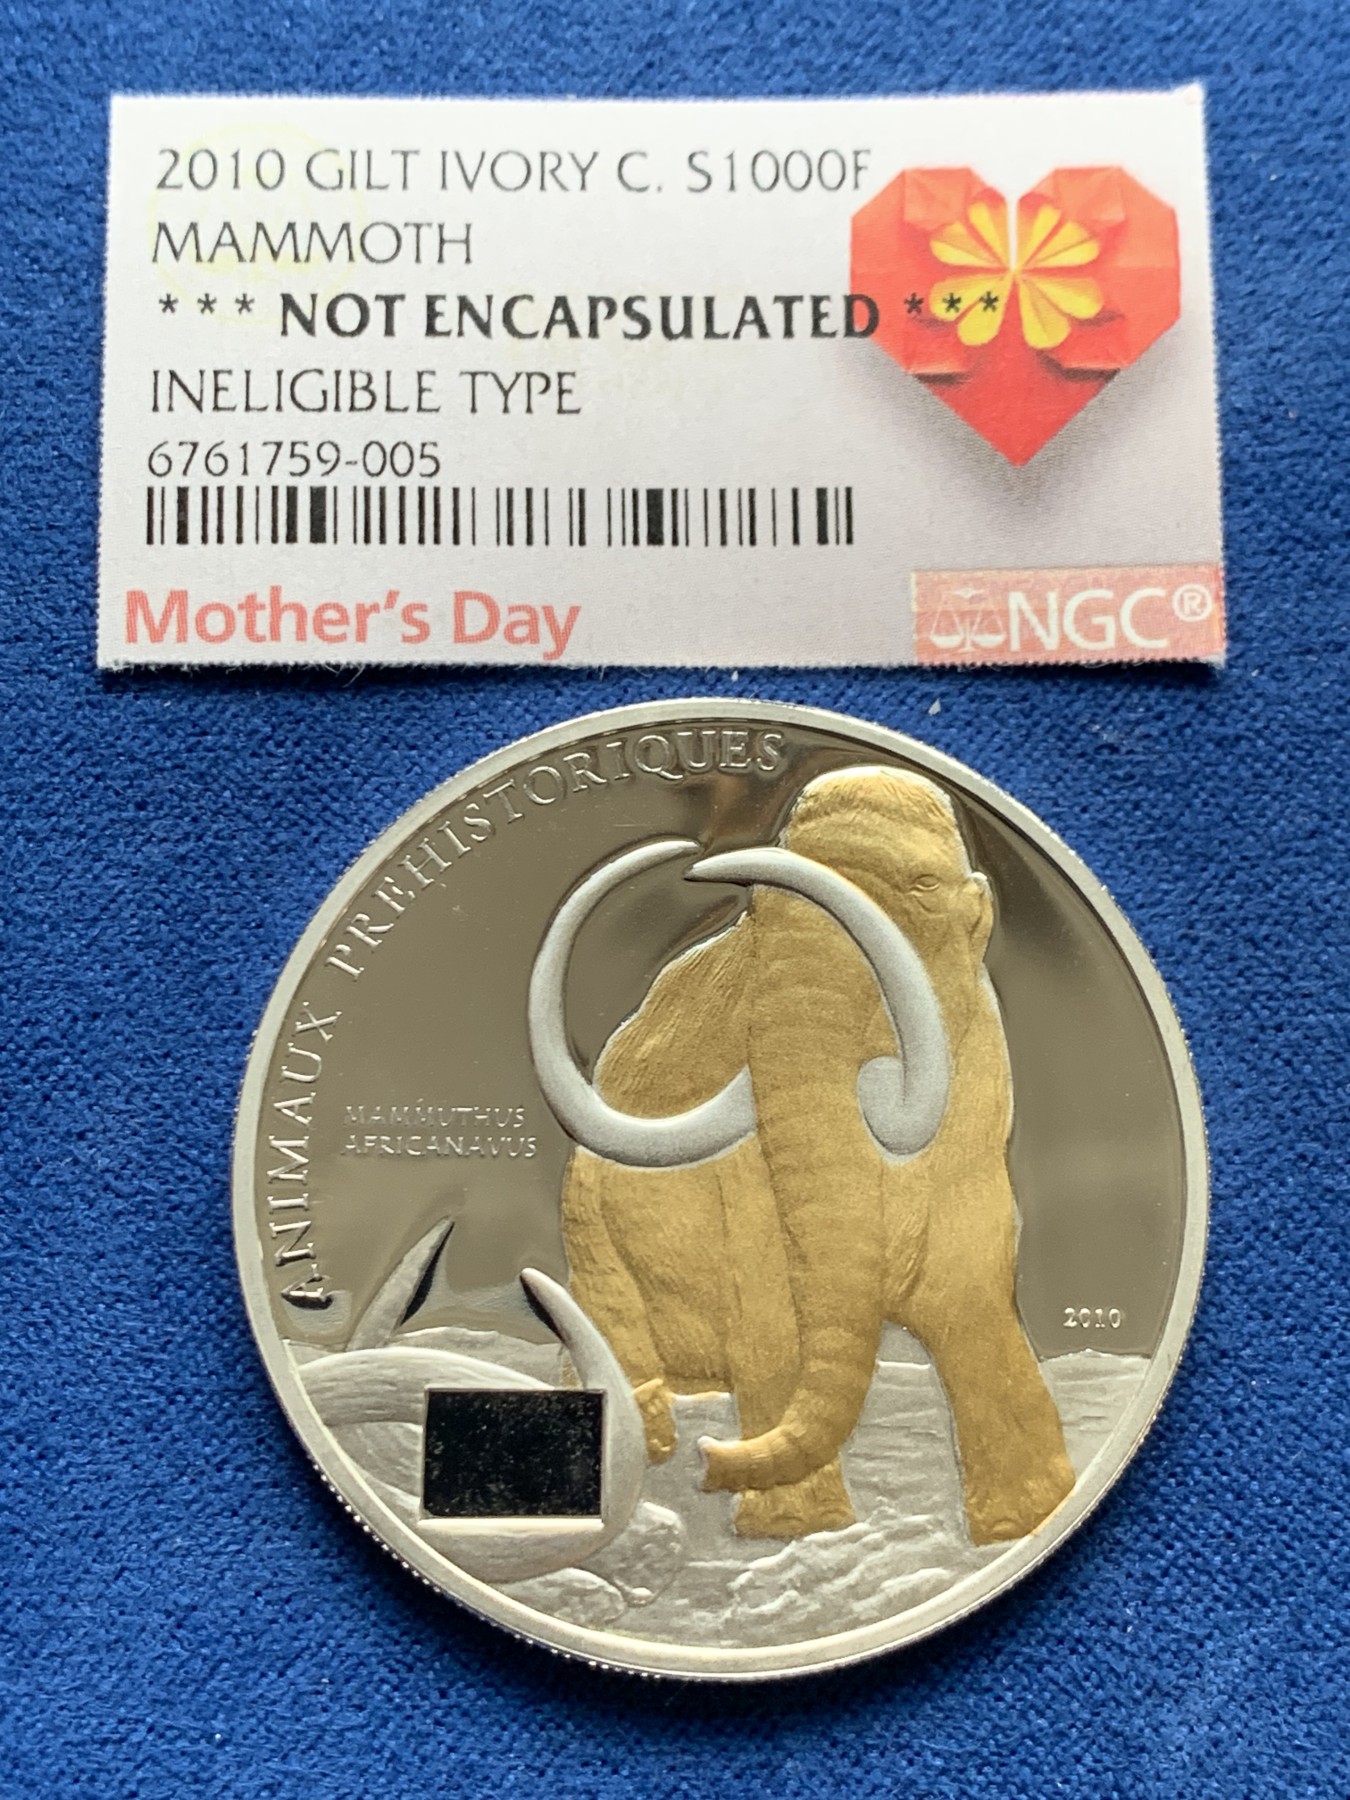 2010 GILT IVORY C. S1000F
MAMMOTH
*** NOT ENCAPSULATED ***
INELIGIBLE TYPE
6761759-005
Mother's Day
NGC®
ANIMAUX PREHISTORIQUES
MAMMUTHUS
AFRICANAVUS
2010